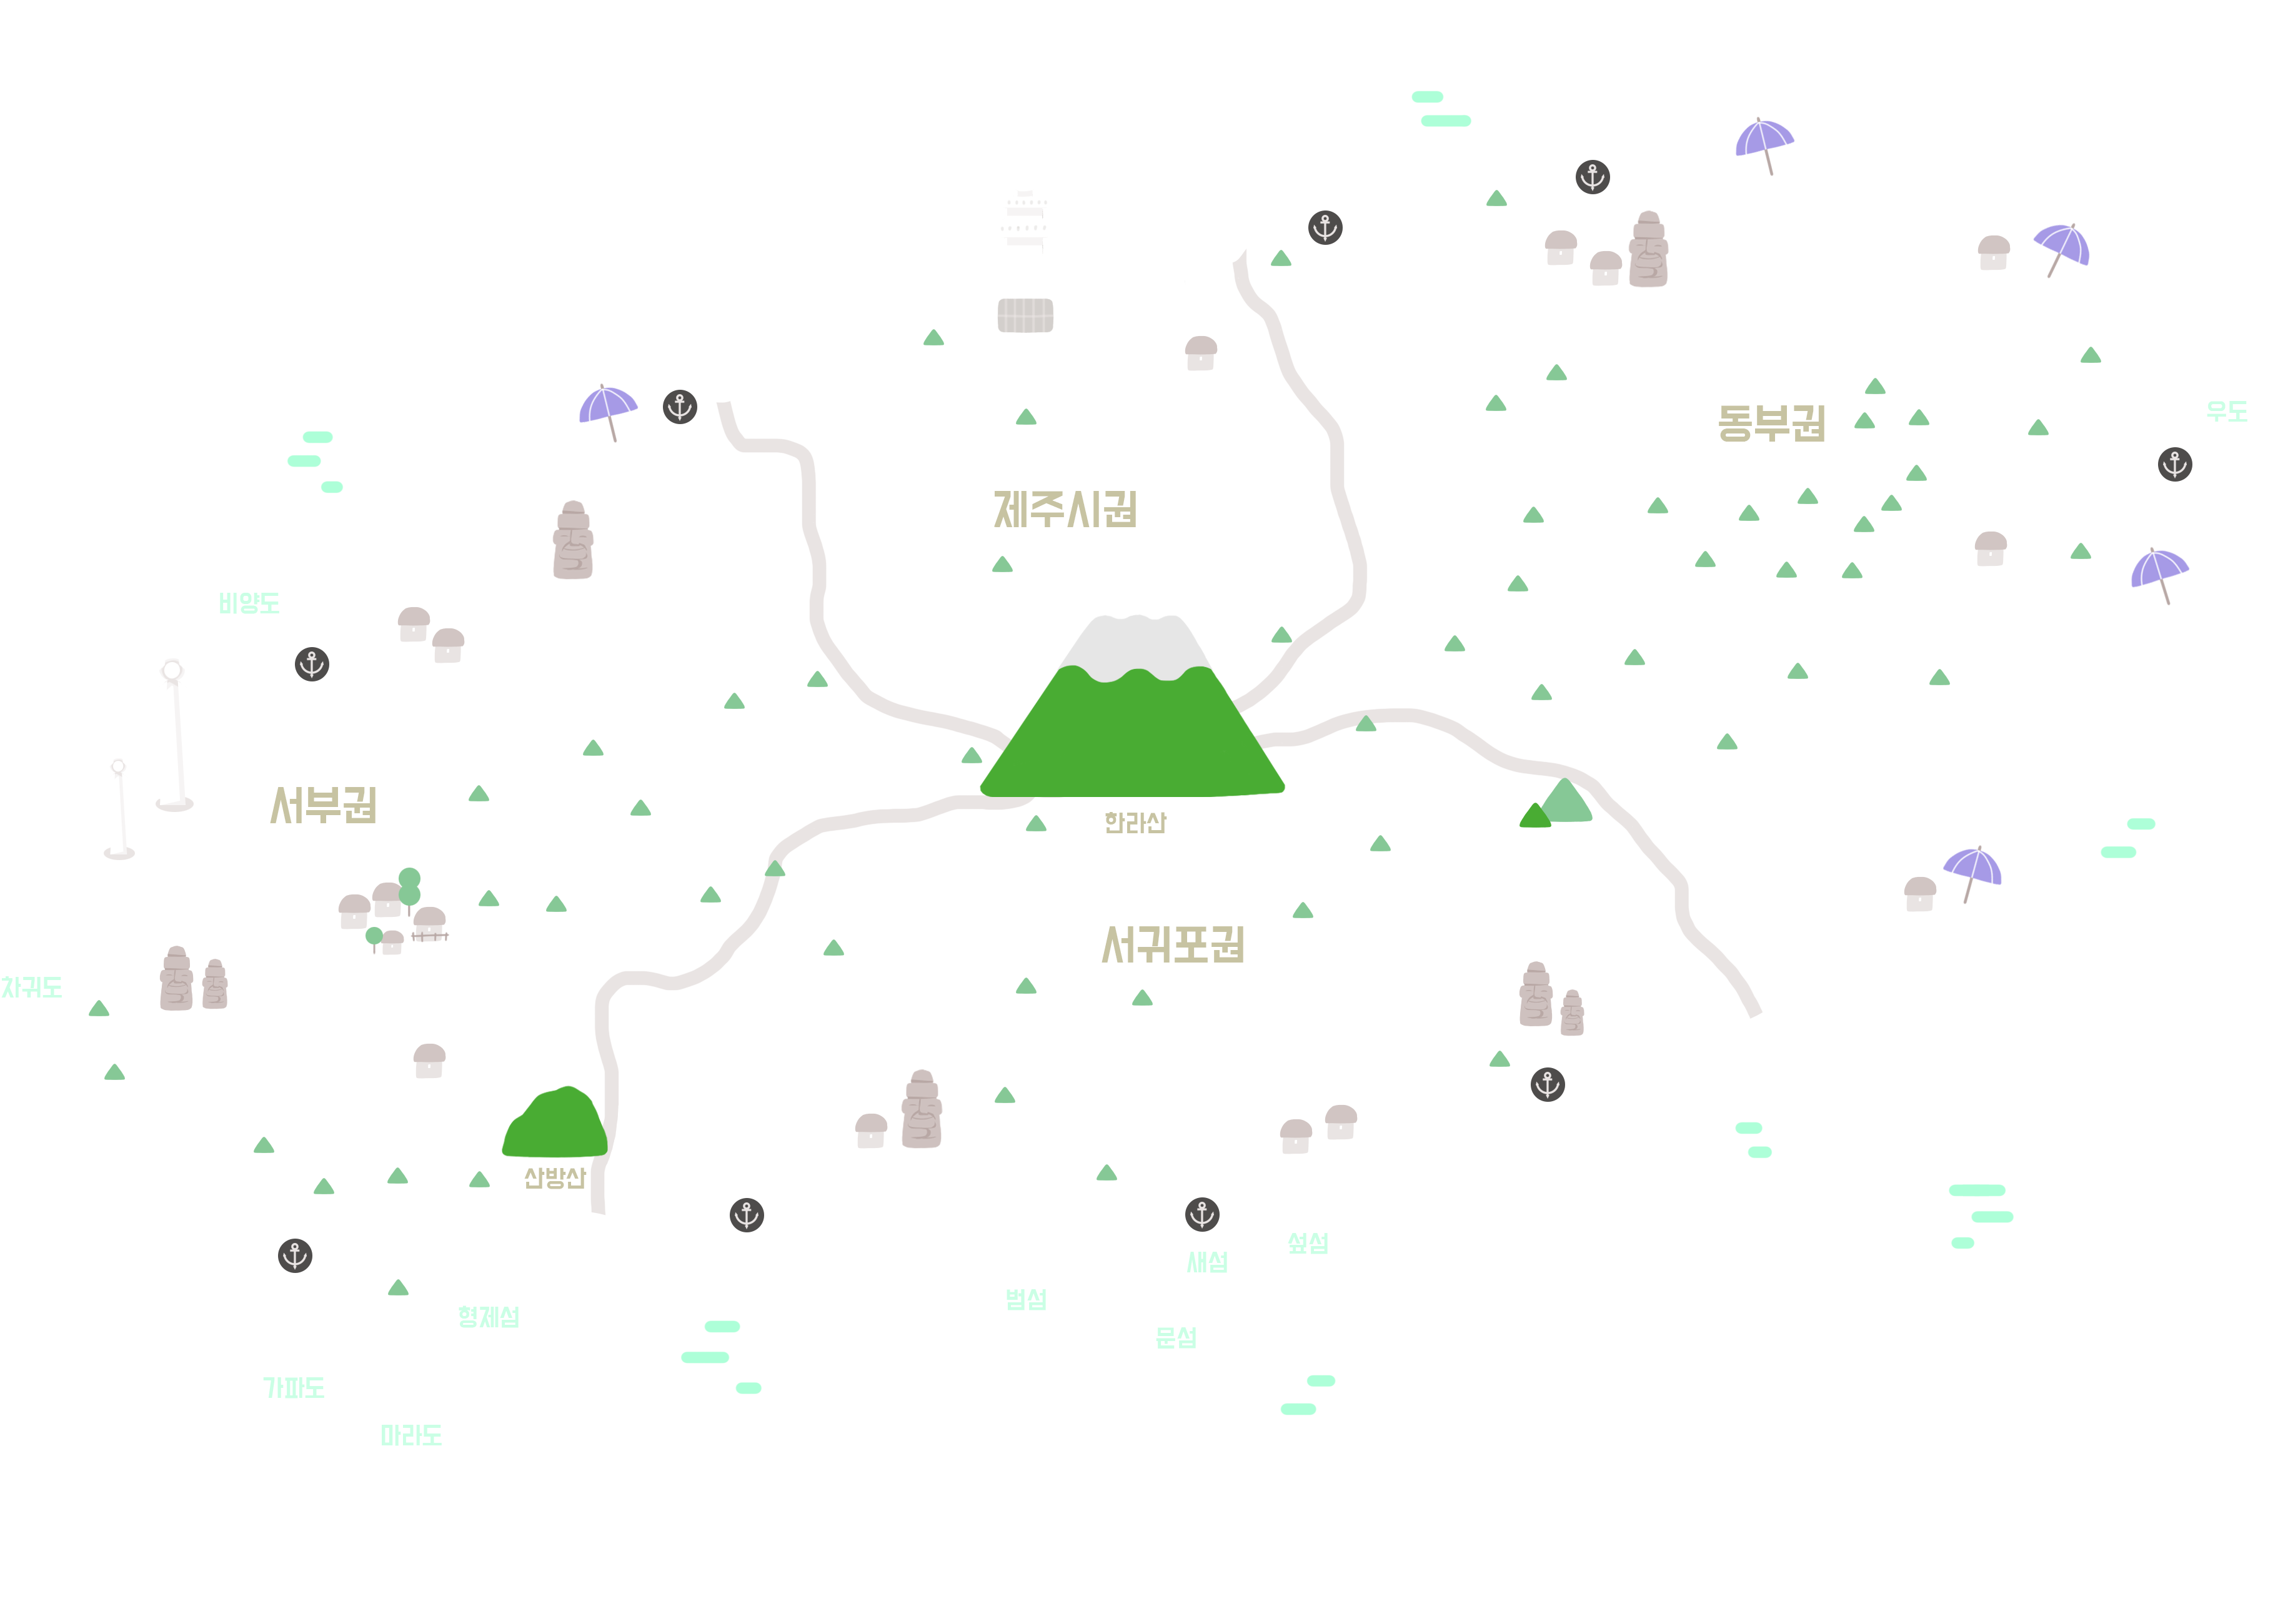 동부권
우도
제주시권
비양도
서부권
한라산
서귀포권
차귀도
산방산
섶섬
새섬
범섬
형제섬
문섬
가파도
마라도